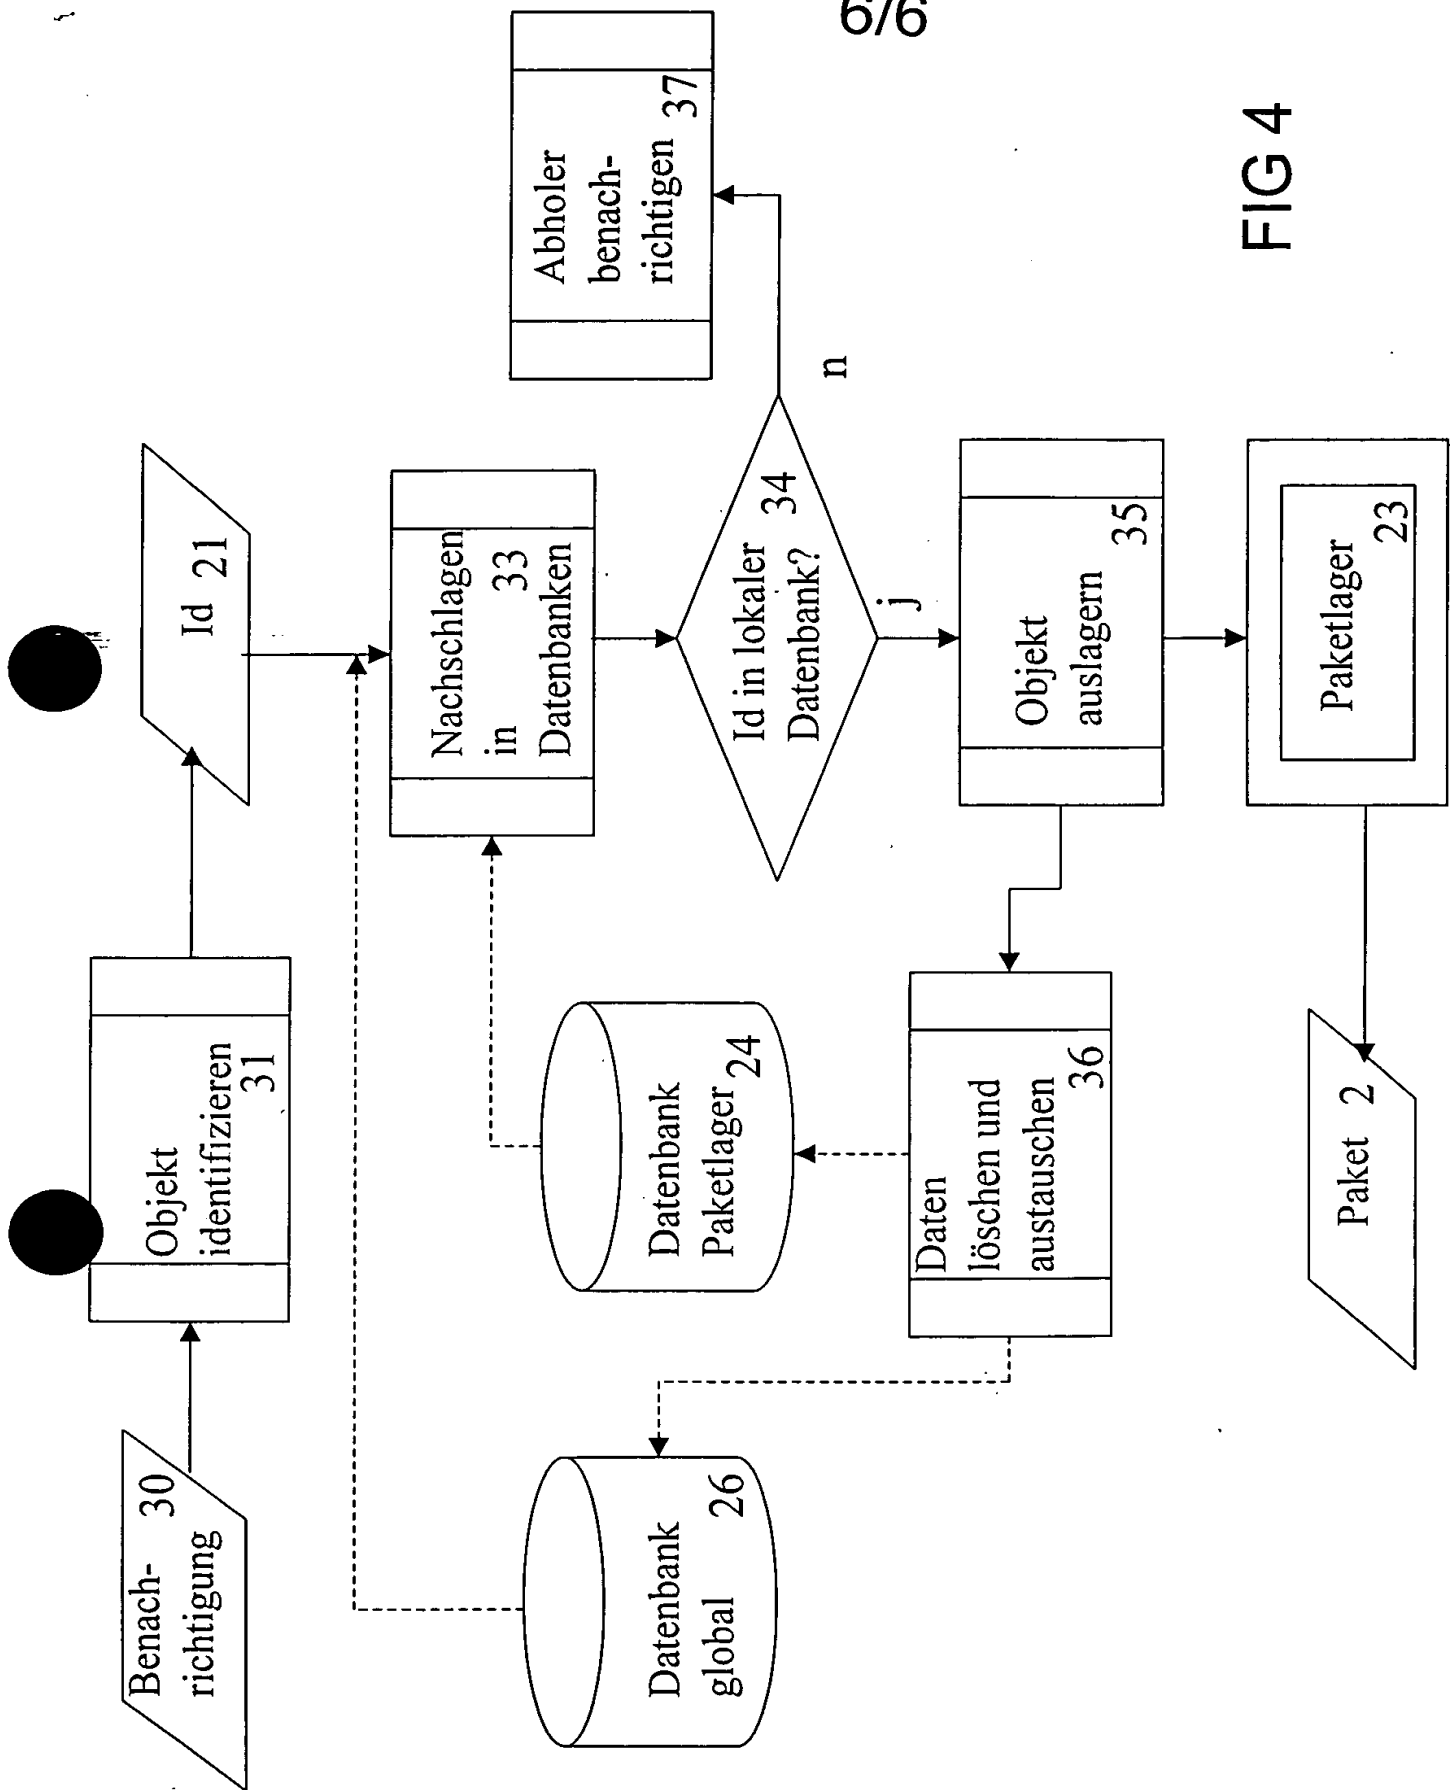 6/6
Benach-
richtigung 30
Objekt
identifizieren
31
Id 21
Nachschlagen
in 33
Datenbanken
Datenbank
global 26
Datenbank
Paketlager 24
Id in lokaler
Datenbank? 34
n
j
Abholer
benach-
richtigen 37
Daten
löschen und
austauschen 36
Objekt
auslagern 35
Paket 2
Paketlager
23
FIG 4